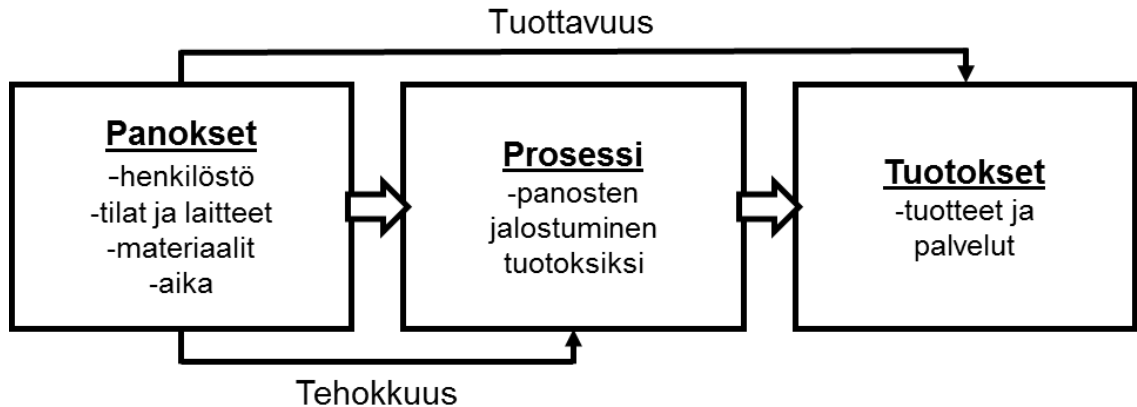 Tuottavuus
Panokset
-henkilöstö
-tilat ja laitteet
-materiaalit
-aika
Prosessi
-panosten
jalostuminen
tuotoksiksi
Tuotokset
-tuotteet ja
palvelut
Tehokkuus